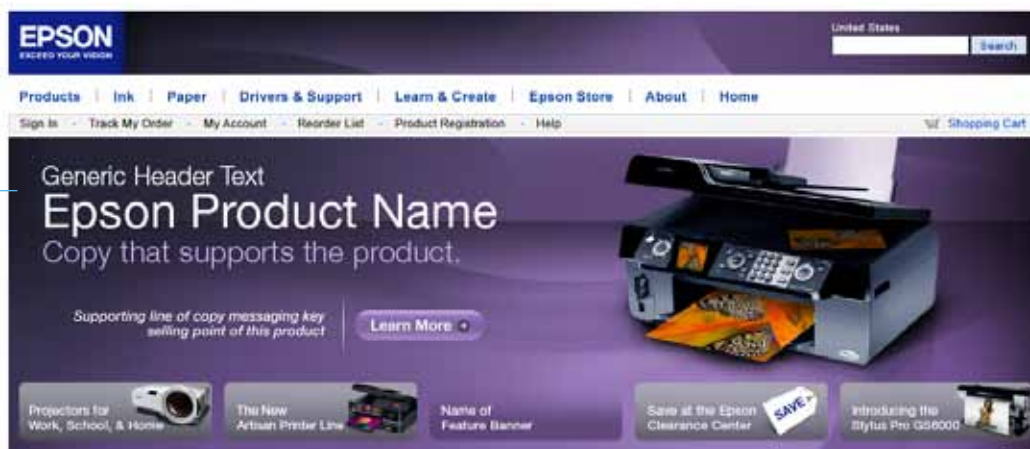 EPSON
EXCEED YOUR VISION
United States
Search
Products | Ink | Paper | Drivers & Support | Learn & Create | Epson Store | About | Home
Sign In - Track My Order - My Account - Reorder List - Product Registration - Help
Shopping Cart
Generic Header Text
Epson Product Name
Copy that supports the product.
Supporting line of copy messaging key
selling point of this product
Learn More
Projectors for
Work, School, & Home
The New
Artisan Printer Line
Name of
Feature Banner
Save at the Epson
Clearance Center
SAVE
Introducing the
Stylus Pro GS6000